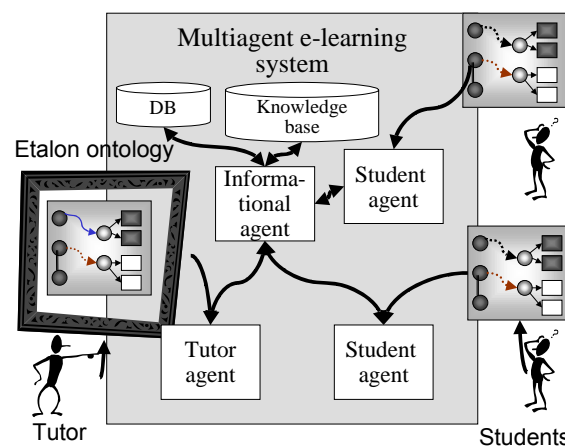 Multiagent e-learning
system
DB
Knowledge
base
Etalon ontology
Informa-
tional
agent
Student
agent
Tutor
agent
Student
agent
Tutor
Students